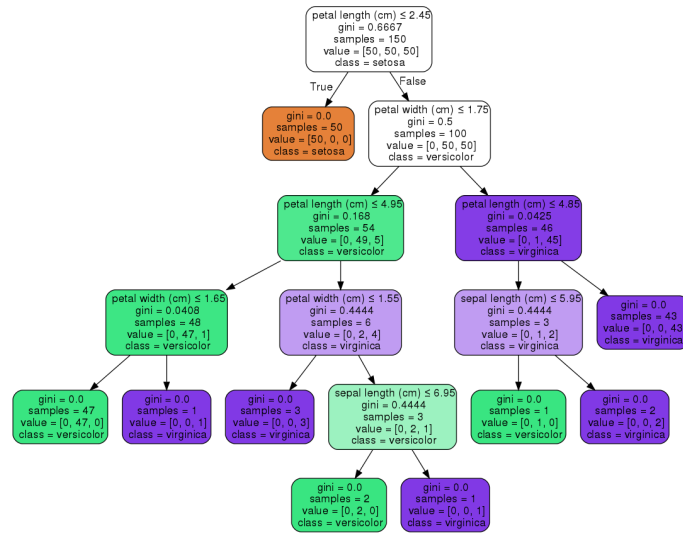 petal length (cm) ≤ 2.45
gini = 0.6667
samples = 150
value = [50, 50, 50]
class = setosa
True
False
gini = 0.0
samples = 50
value = [50, 0, 0]
class = setosa
petal width (cm) ≤ 1.75
gini = 0.5
samples = 100
value = [0, 50, 50]
class = versicolor
petal length (cm) ≤ 4.95
gini = 0.168
samples = 54
value = [0, 49, 5]
class = versicolor
petal length (cm) ≤ 4.85
gini = 0.0425
samples = 46
value = [0, 1, 45]
class = virginica
petal width (cm) ≤ 1.65
gini = 0.0408
samples = 48
value = [0, 47, 1]
class = versicolor
petal width (cm) ≤ 1.55
gini = 0.4444
samples = 6
value = [0, 2, 4]
class = virginica
sepal length (cm) ≤ 5.95
gini = 0.4444
samples = 3
value = [0, 1, 2]
class = virginica
gini = 0.0
samples = 43
value = [0, 0, 43]
class = virginica
gini = 0.0
samples = 47
value = [0, 47, 0]
class = versicolor
gini = 0.0
samples = 1
value = [0, 0, 1]
class = virginica
gini = 0.0
samples = 3
value = [0, 0, 3]
class = virginica
sepal length (cm) ≤ 6.95
gini = 0.4444
samples = 3
value = [0, 2, 1]
class = versicolor
gini = 0.0
samples = 1
value = [0, 1, 0]
class = versicolor
gini = 0.0
samples = 2
value = [0, 0, 2]
class = virginica
gini = 0.0
samples = 2
value = [0, 2, 0]
class = versicolor
gini = 0.0
samples = 1
value = [0, 0, 1]
class = virginica